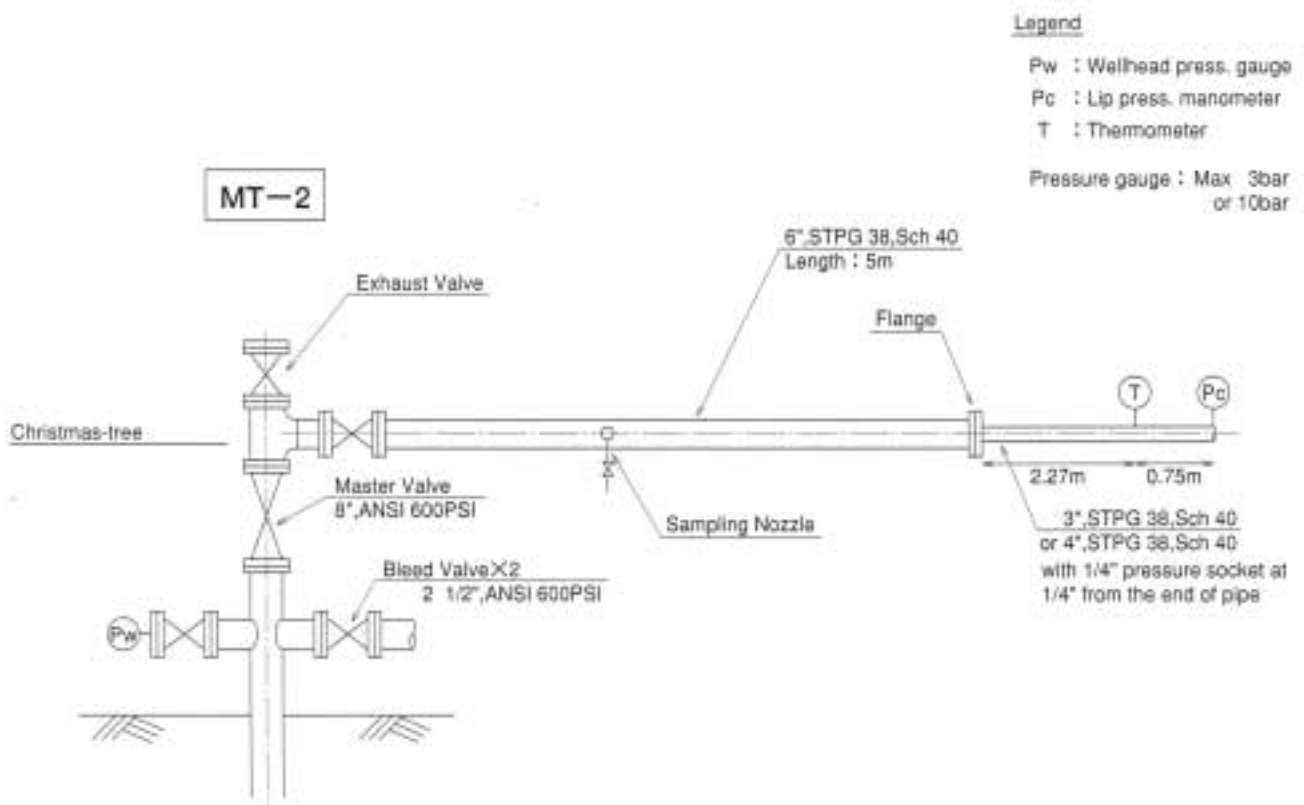 Legend
Pw : Wellhead press. gauge
Pc : Lip press. manometer
T : Thermometer
Pressure gauge : Max 3bar
or 10bar
MT-2
6",STPG 38,Sch 40
Length : 5m
Exhaust Valve
Flange
T
Pc
Christmas-tree
2.27m
0.75m
Master Valve
8",ANSI 600PSI
Sampling Nozzle
3",STPG 38,Sch 40
or 4",STPG 38,Sch 40
with 1/4" pressure socket at
1/4" from the end of pipe
Bleed Valve×2
2 1/2",ANSI 600PSI
Pw